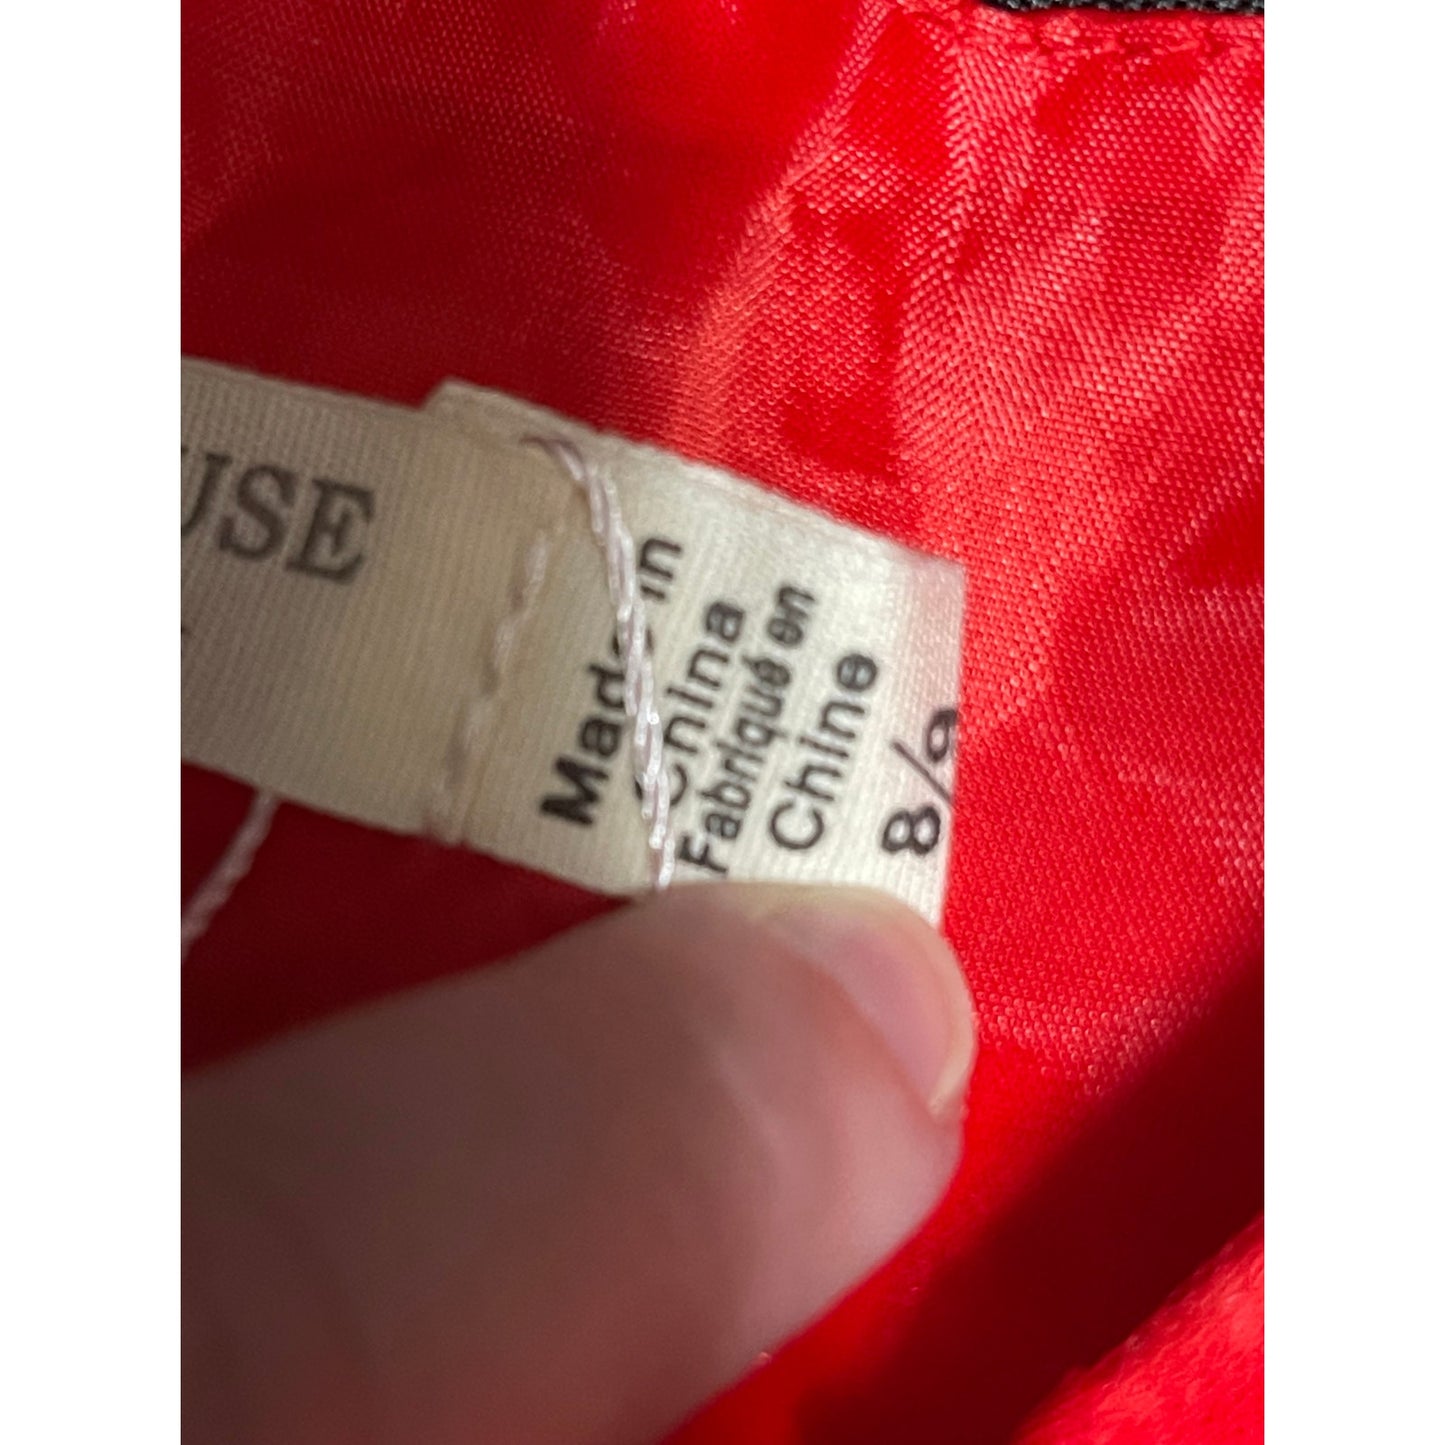 USE
Made in
China
Fabriqué en
Chine
8/9